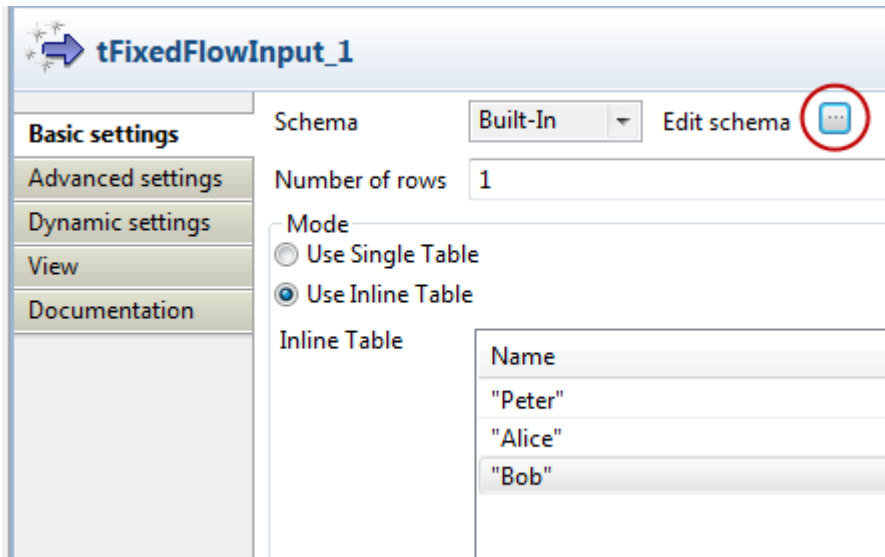 tFixedFlowInput_1
Basic settings
Advanced settings
Dynamic settings
View
Documentation
Schema Built-In Edit schema ...
Number of rows 1
Mode
Use Single Table
Use Inline Table
Inline Table
Name
"Peter"
"Alice"
"Bob"